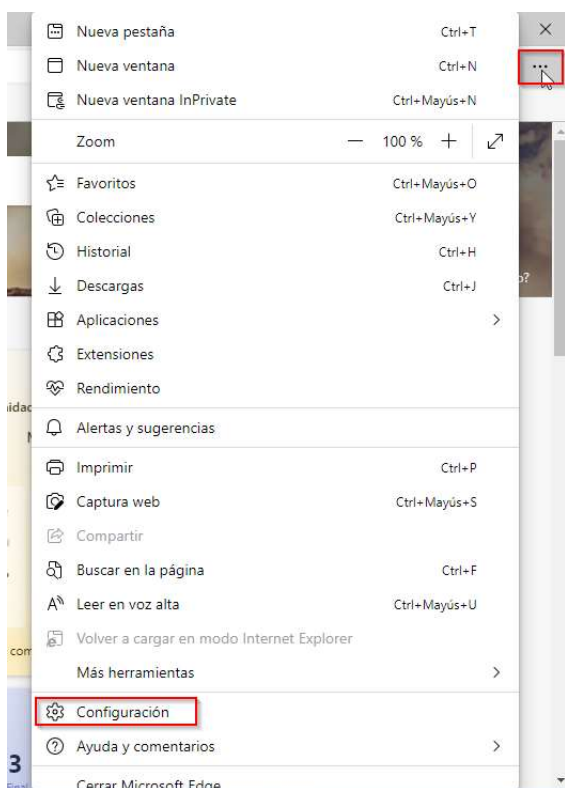 Nueva pestaña Ctrl+T
Nueva ventana Ctrl+N
Nueva ventana InPrivate Ctrl+Mayús+N
Zoom — 100 % +
Favoritos Ctrl+Mayús+O
Colecciones Ctrl+Mayús+Y
Historial Ctrl+H
Descargas Ctrl+J
Aplicaciones
Extensiones
Rendimiento
Alertas y sugerencias
Imprimir Ctrl+P
Captura web Ctrl+Mayús+S
Compartir
Buscar en la página Ctrl+F
Leer en voz alta Ctrl+Mayús+U
Volver a cargar en modo Internet Explorer
Más herramientas
Configuración
Ayuda y comentarios
3
Cerrar Microsoft Edge